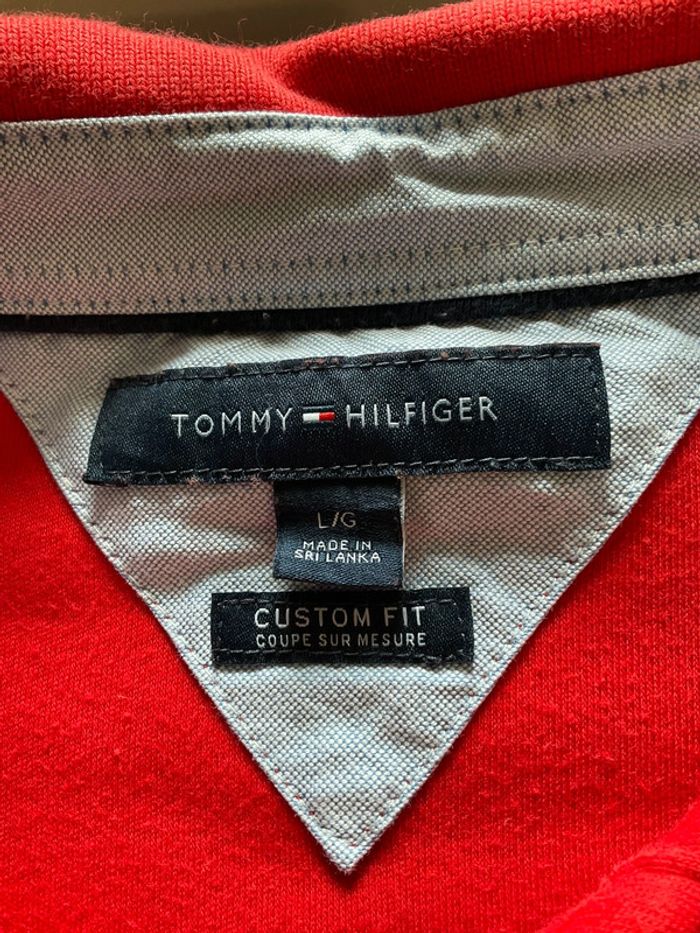 TOMMY HILFIGER
L/G
MADE IN
SRI LANKA
CUSTOM FIT
COUPE SUR MESURE